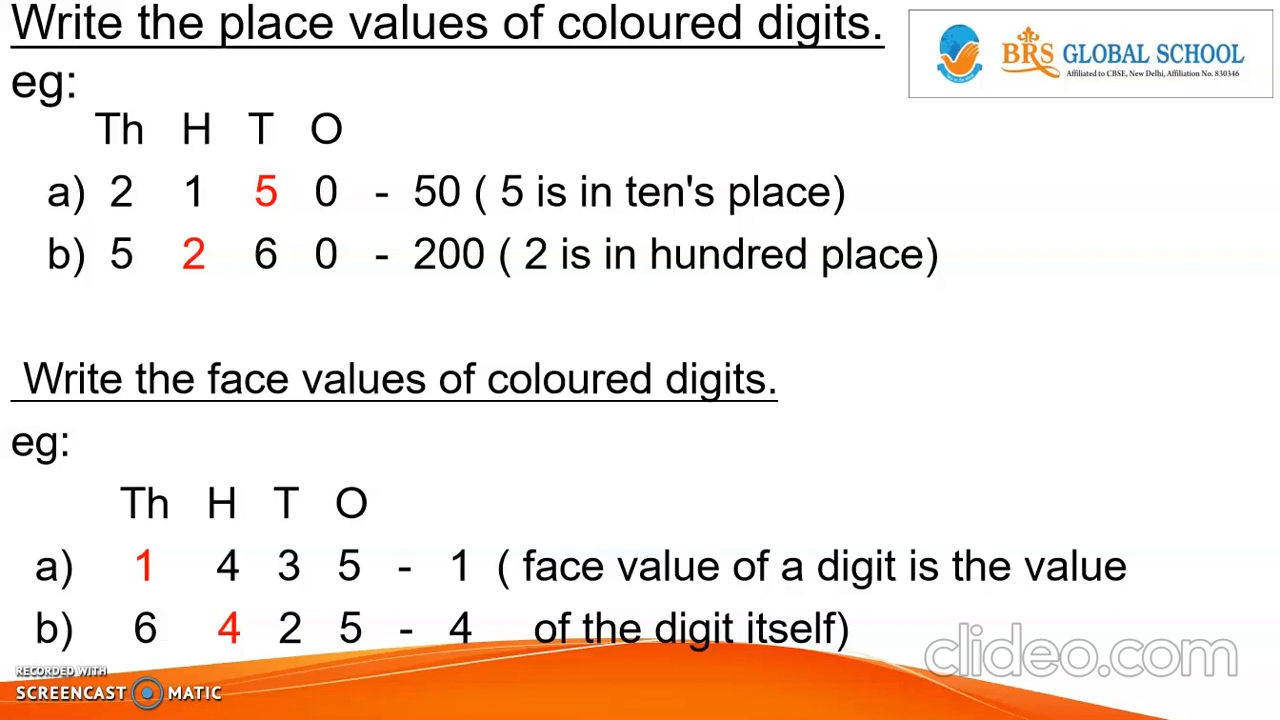 Write the place values of coloured digits.
BRS GLOBAL SCHOOL
Affiliated to CBSE, New Delhi, Affiliation No. 830346
eg:
Th H T O
a) 2 1 5 0 - 50 ( 5 is in ten's place)
b) 5 2 6 0 - 200 ( 2 is in hundred place)
Write the face values of coloured digits.
eg:
Th H T O
a) 1 4 3 5 - 1 ( face value of a digit is the value
b) 6 4 2 5 - 4 of the digit itself)
clideo.com
RECORDED WITH
SCREENCAST MATIC